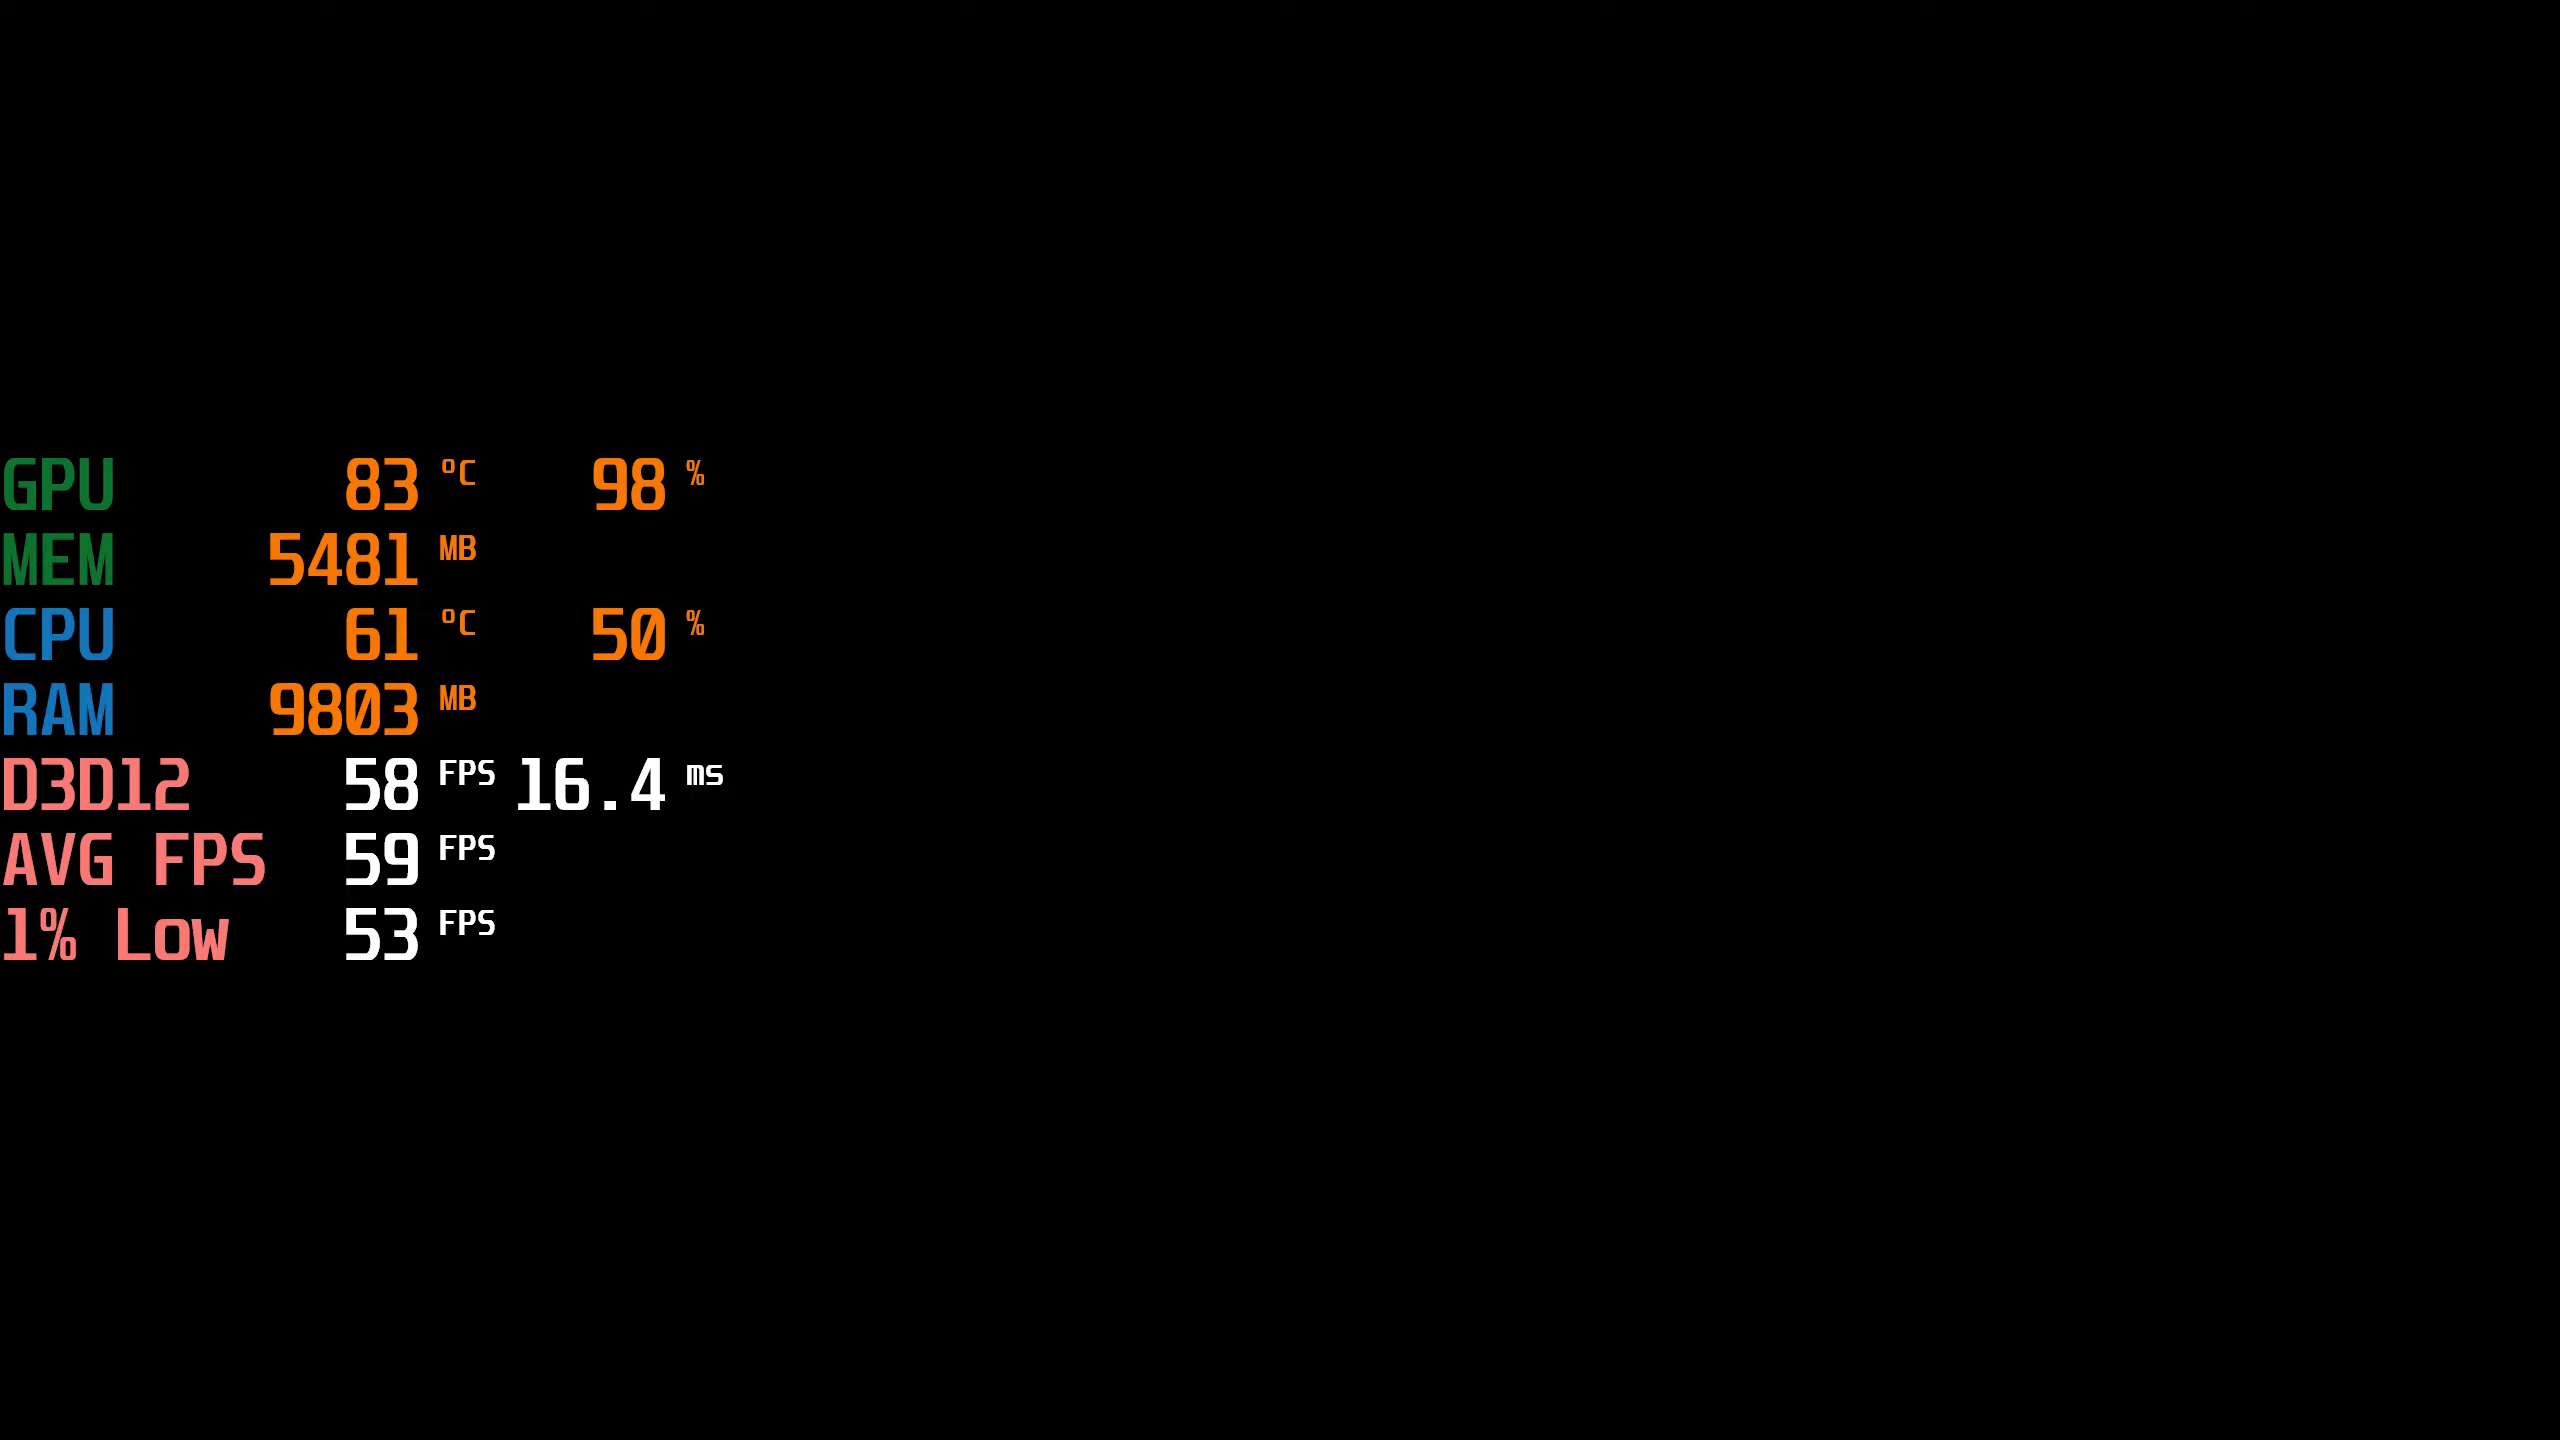 GPU 83 °C 98 %
MEM 5481 MB
CPU 61 °C 50 %
RAM 9803 MB
D3D12 58 FPS 16.4 ms
AVG FPS 59 FPS
1% Low 53 FPS